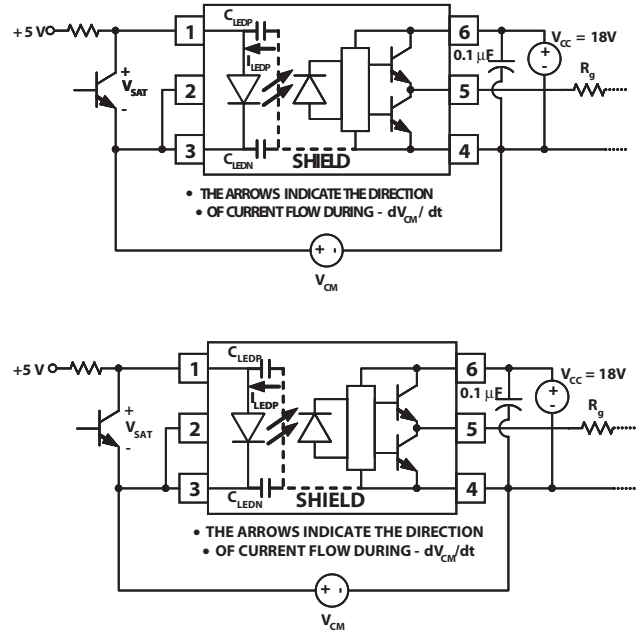 +5 V
1
C LEDP
I LEDP
6
0.1 µF
V CC = 18V
+
V SAT
-
2
5
R g
+
-
3
C LEDN
SHIELD
4
• THE ARROWS INDICATE THE DIRECTION
• OF CURRENT FLOW DURING - dV CM / dt
+ -
V CM
+5 V
1
C LEDP
I LEDP
6
0.1 µF
V CC = 18V
+
V SAT
-
2
5
R g
+
-
3
C LEDN
SHIELD
4
• THE ARROWS INDICATE THE DIRECTION
• OF CURRENT FLOW DURING - dV CM/dt
+ -
V CM